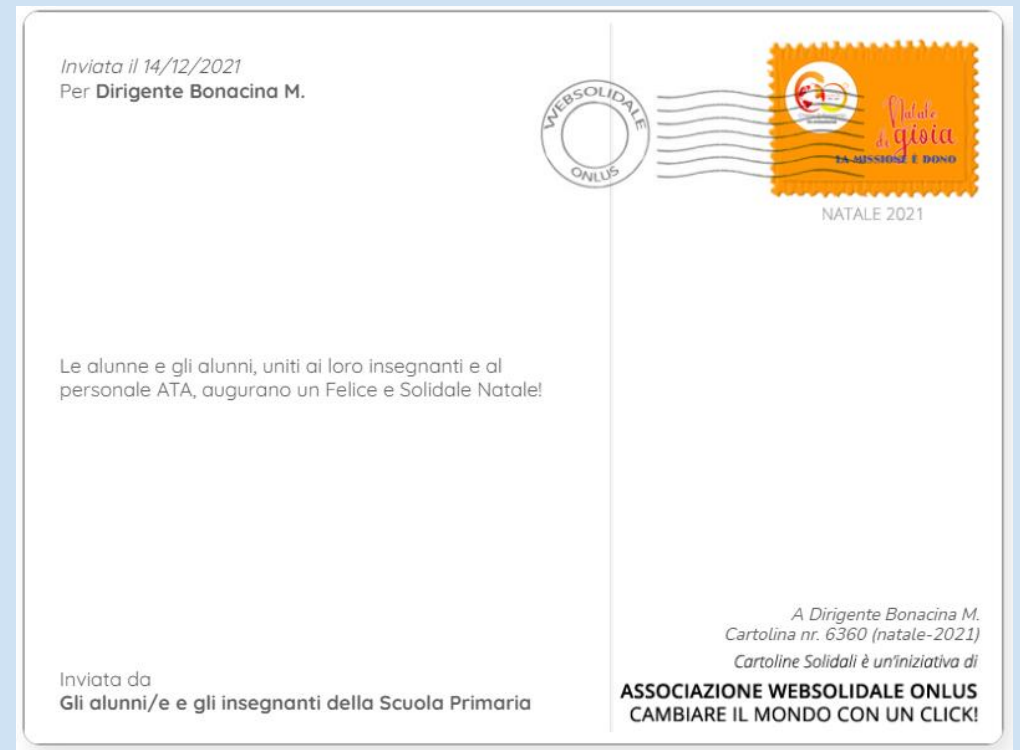 Inviata il 14/12/2021
Per Dirigente Bonacina M.
WEBSOLIDALE
ONLUS
Natale
di gioia
LA MISSIONE È DONO
NATALE 2021
Le alunne e gli alunni, uniti ai loro insegnanti e al
personale ATA, augurano un Felice e Solidale Natale!
Inviata da
Gli alunni/e e gli insegnanti della Scuola Primaria
A Dirigente Bonacina M.
Cartolina nr. 6360 (natale-2021)
Cartoline Solidali è un'iniziativa di
ASSOCIAZIONE WEBSOLIDALE ONLUS
CAMBIARE IL MONDO CON UN CLICK!